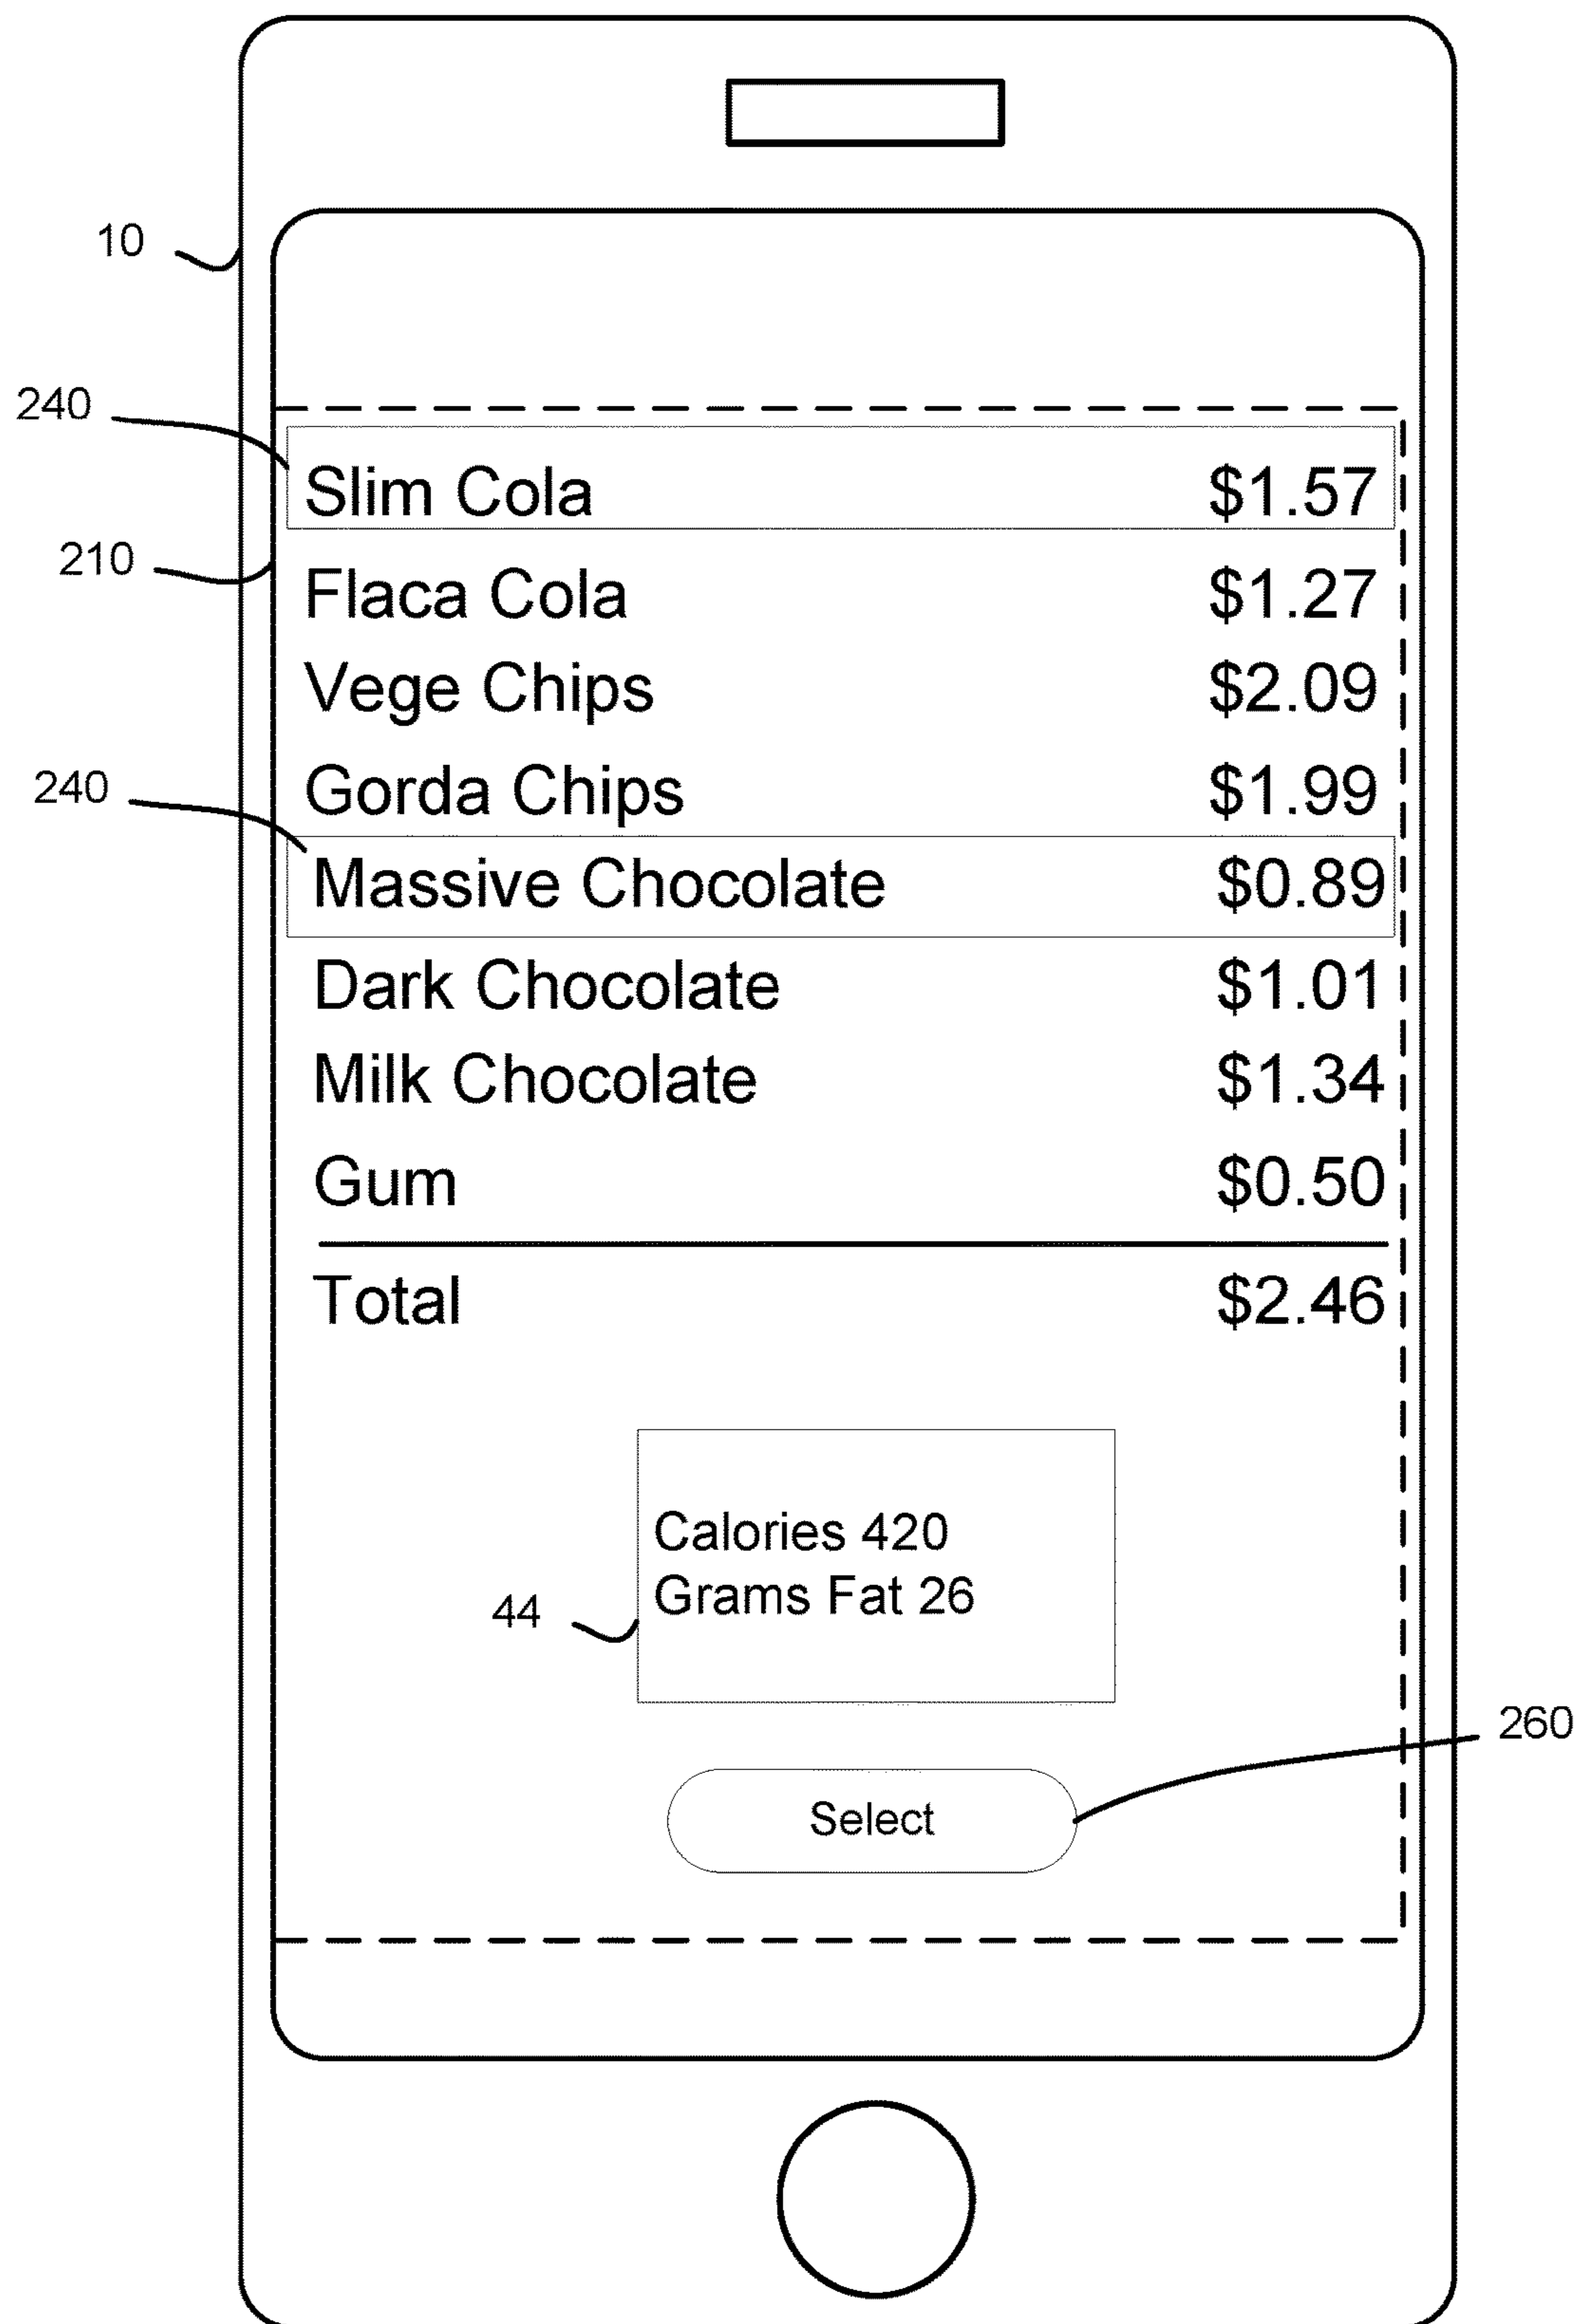 10
240
Slim Cola $1.57
210
Flaca Cola $1.27
Vege Chips $2.09
240
Gorda Chips $1.99
Massive Chocolate $0.89
Dark Chocolate $1.01
Milk Chocolate $1.34
Gum $0.50
Total $2.46
Calories 420
Grams Fat 26
44
260
Select